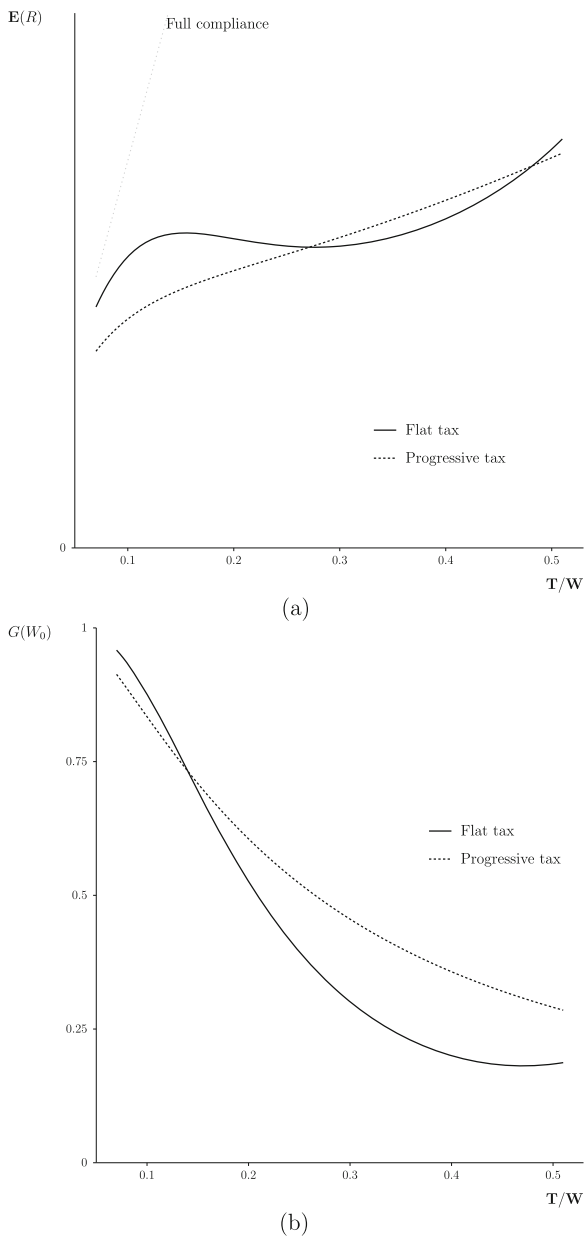 E(R)
Full compliance
Flat tax
Progressive tax
0
0.1 0.2 0.3 0.4 0.5
T/W
(a)
G(W₀)
1
0.75
Flat tax
Progressive tax
0.5
0.25
0
0.1 0.2 0.3 0.4 0.5
T/W
(b)